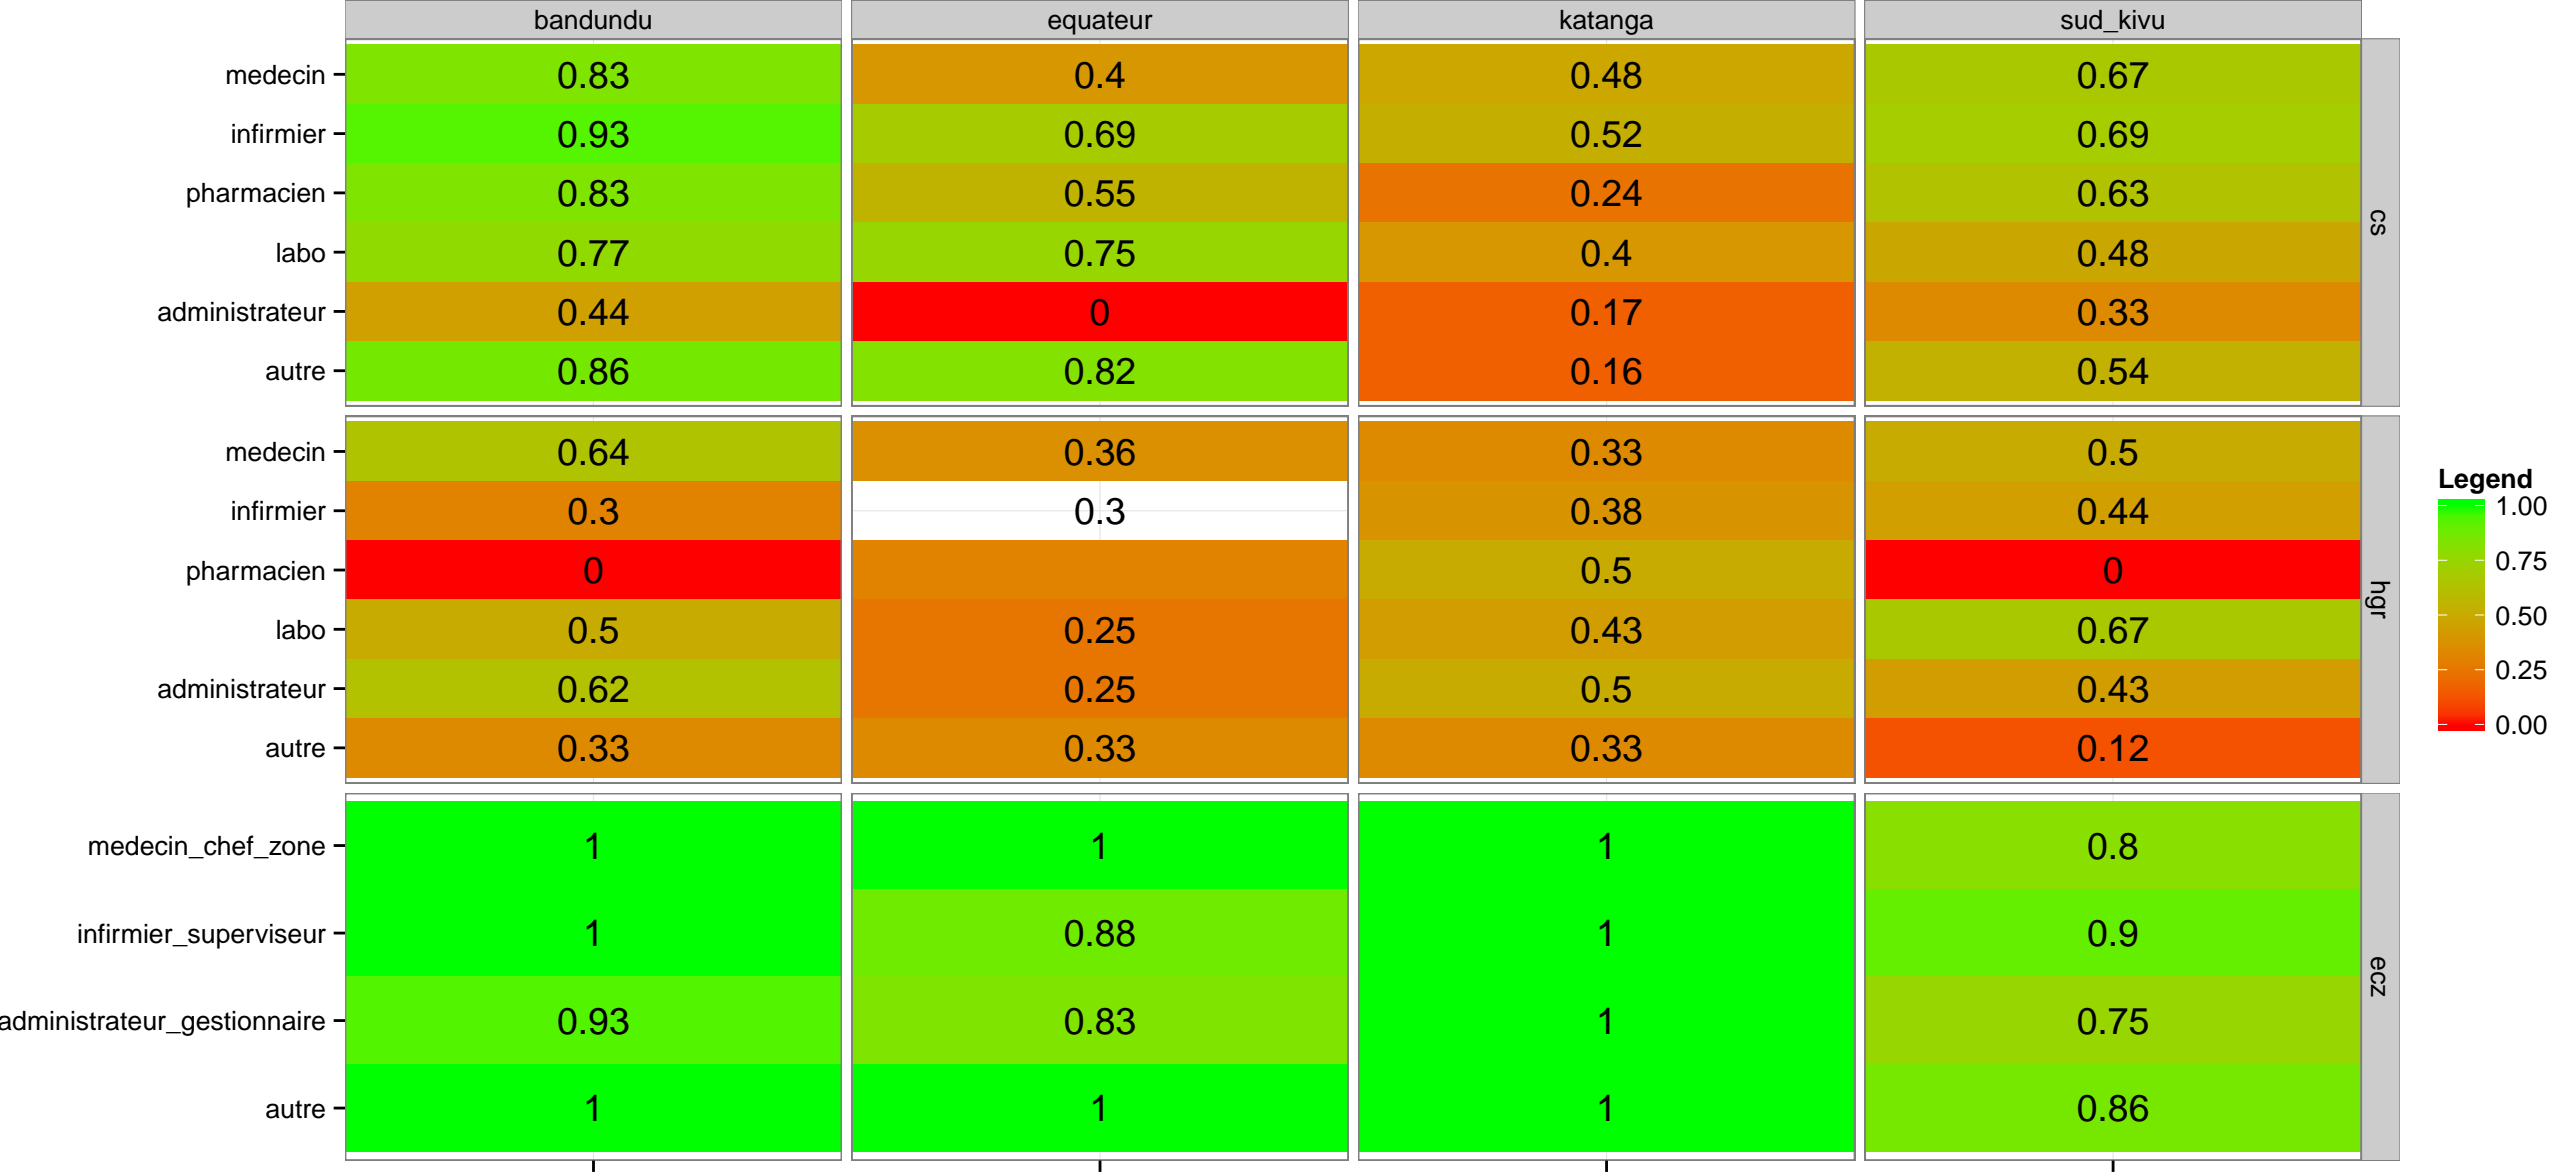 bandundu equateur katanga sud_kivu
medecin 0.83 0.4 0.48 0.67
infirmier 0.93 0.69 0.52 0.69
pharmacien 0.83 0.55 0.24 0.63
cs
labo 0.77 0.75 0.4 0.48
administrateur 0.44 0 0.17 0.33
autre 0.86 0.82 0.16 0.54
medecin 0.64 0.36 0.33 0.5
infirmier 0.3 0.3 0.38 0.44
pharmacien 0 0.5 0
hgr
labo 0.5 0.25 0.43 0.67
administrateur 0.62 0.25 0.5 0.43
autre 0.33 0.33 0.33 0.12
medecin_chef_zone 1 1 1 0.8
infirmier_superviseur 1 0.88 1 0.9
ecz
administrateur_gestionnaire 0.93 0.83 1 0.75
autre 1 1 1 0.86
Legend
1.00
0.75
0.50
0.25
0.00